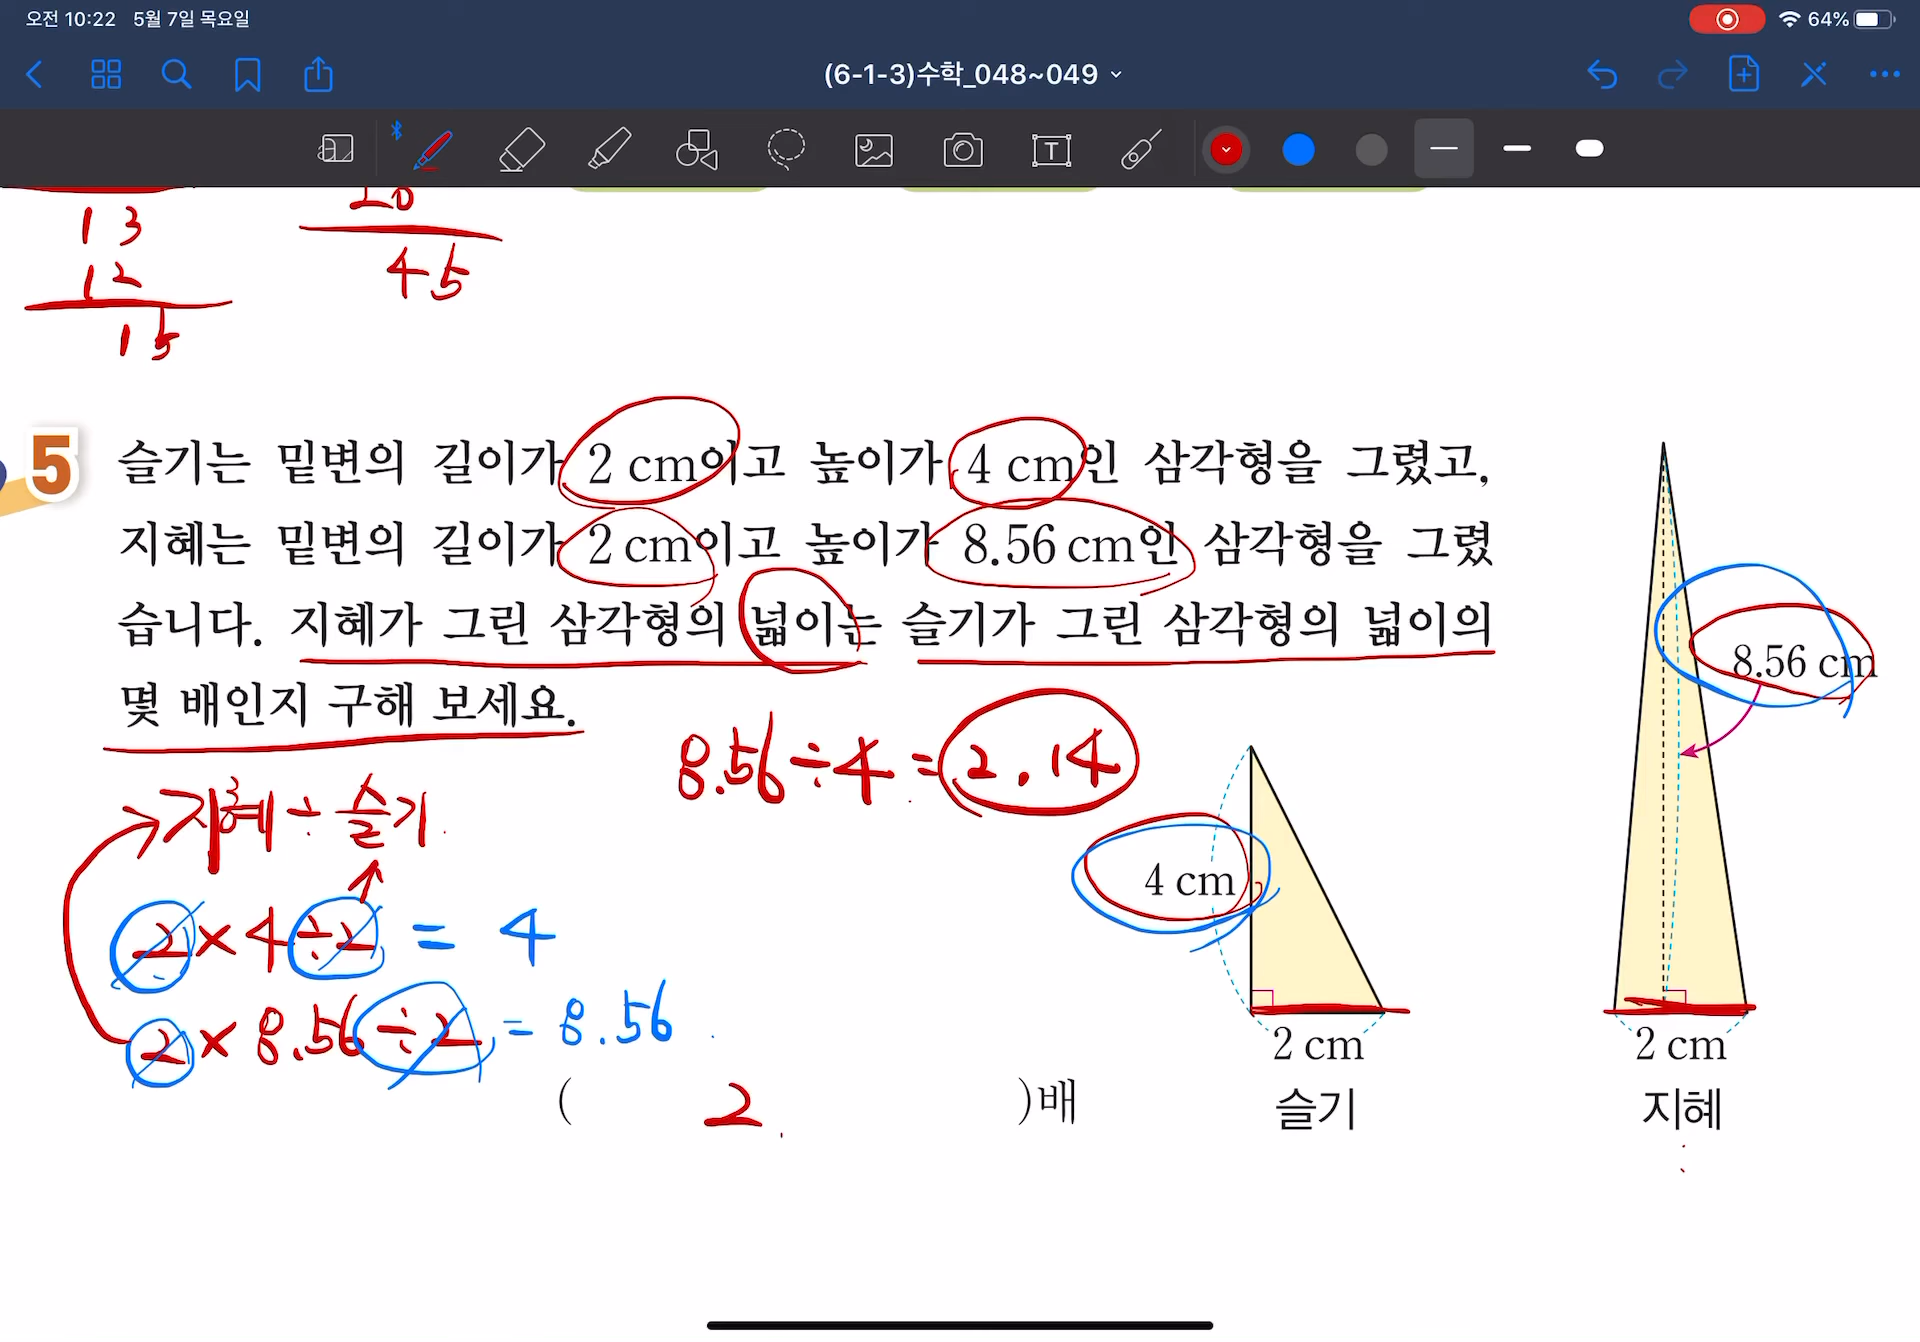 오전 10:22 5월 7일 목요일
64%
(6-1-3)수학_048~049
T
13
20
12
45
15
5
슬기는 밑변의 길이가 2 cm이고 높이가 4 cm인 삼각형을 그렸고,
지혜는 밑변의 길이가 2 cm이고 높이가 8.56 cm인 삼각형을 그렸
습니다. 지혜가 그린 삼각형의 넓이는 슬기가 그린 삼각형의 넓이의
몇 배인지 구해 보세요.
8.56 cm
8.56÷4=2.14
지혜÷슬기
4 cm
2×4÷2=4
2×8.56÷2=8.56
2 cm
2 cm
( 2. )배
슬기
지혜